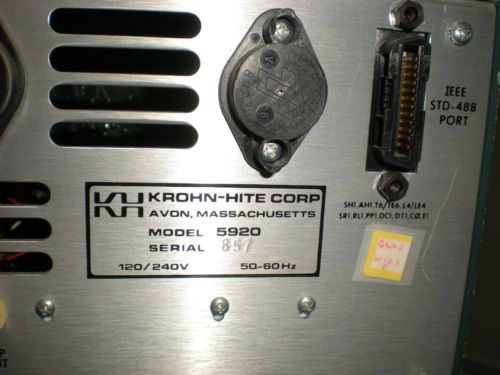 IEEE
STD-488
PORT
SH1,AH1,T6/TE6,L4/LE4
SR1,RL1,PP1,DC1,DT1,C0,E1
KH KROHN-HITE CORP
AVON, MASSACHUSETTS
MODEL 5920
SERIAL 857
120/240V 50-60Hz